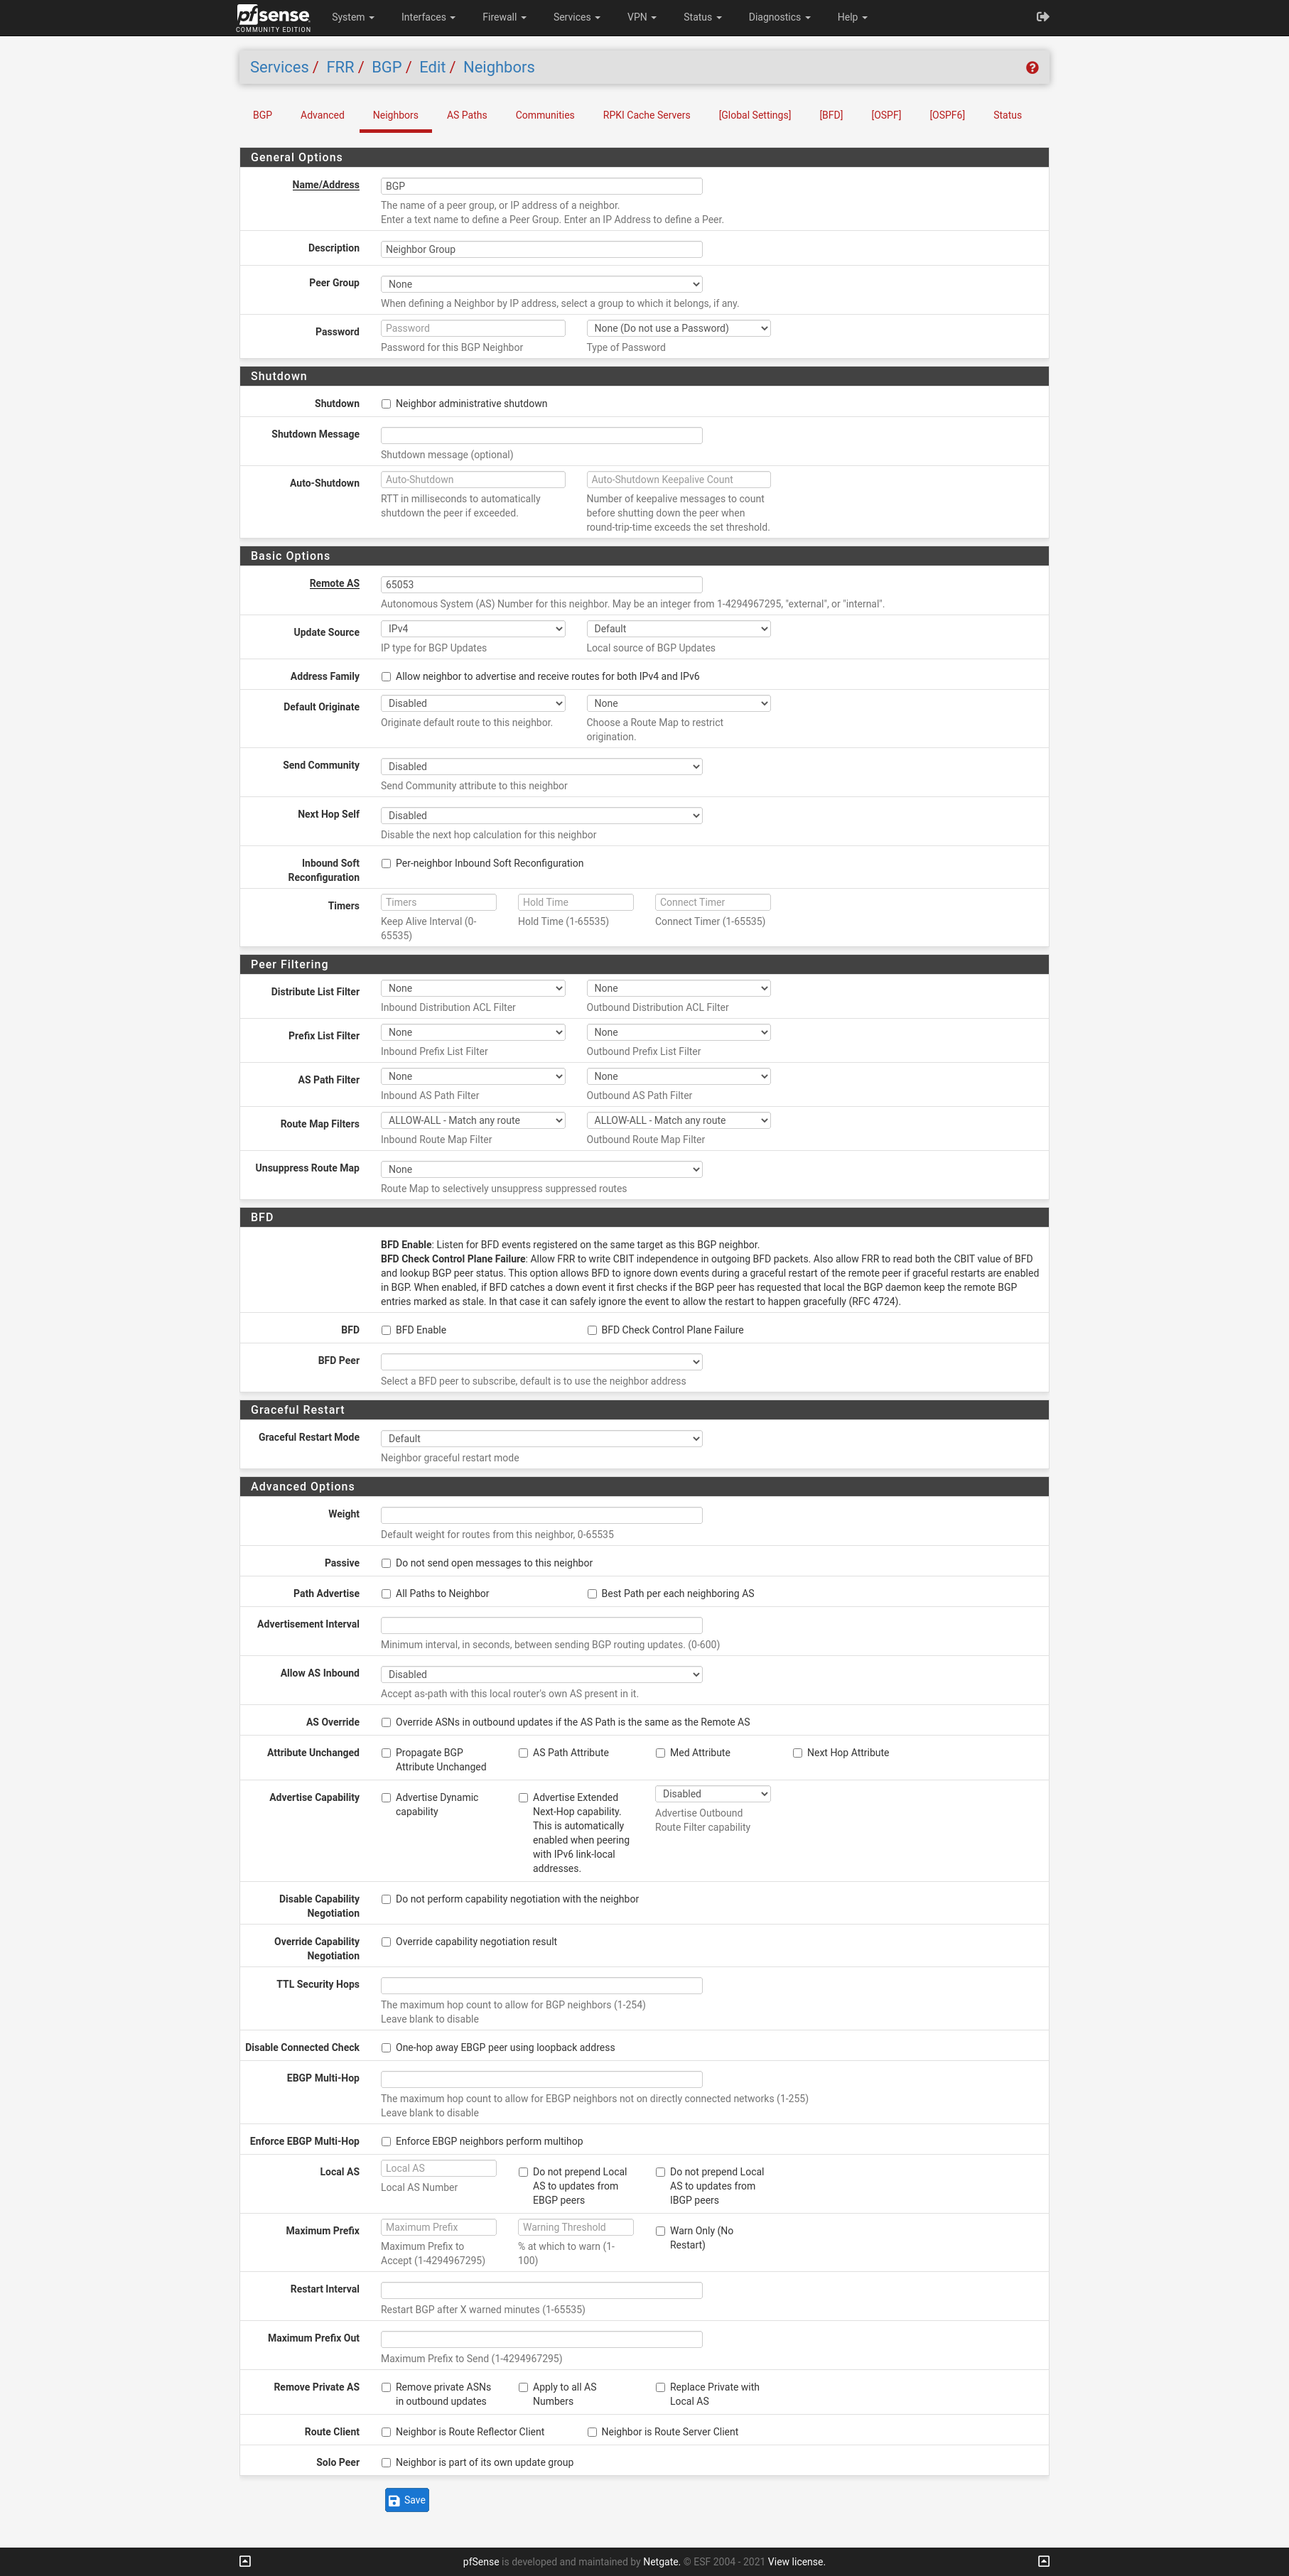 pfsense
COMMUNITY EDITION
System
Interfaces
Firewall
Services
VPN
Status
Diagnostics
Help
Services / FRR / BGP / Edit / Neighbors
BGP
Advanced
Neighbors
AS Paths
Communities
RPKI Cache Servers
[Global Settings]
[BFD]
[OSPF]
[OSPF6]
Status
General Options
Name/Address
BGP
The name of a peer group, or IP address of a neighbor.
Enter a text name to define a Peer Group. Enter an IP Address to define a Peer.
Description
Neighbor Group
Peer Group
None
When defining a Neighbor by IP address, select a group to which it belongs, if any.
Password
Password
None (Do not use a Password)
Password for this BGP Neighbor
Type of Password
Shutdown
Shutdown
Neighbor administrative shutdown
Shutdown Message
Shutdown message (optional)
Auto-Shutdown
Auto-Shutdown
Auto-Shutdown Keepalive Count
RTT in milliseconds to automatically
shutdown the peer if exceeded.
Number of keepalive messages to count
before shutting down the peer when
round-trip-time exceeds the set threshold.
Basic Options
Remote AS
65053
Autonomous System (AS) Number for this neighbor. May be an integer from 1-4294967295, "external", or "internal".
Update Source
IPv4
Default
IP type for BGP Updates
Local source of BGP Updates
Address Family
Allow neighbor to advertise and receive routes for both IPv4 and IPv6
Default Originate
Disabled
None
Originate default route to this neighbor.
Choose a Route Map to restrict
origination.
Send Community
Disabled
Send Community attribute to this neighbor
Next Hop Self
Disabled
Disable the next hop calculation for this neighbor
Inbound Soft
Reconfiguration
Per-neighbor Inbound Soft Reconfiguration
Timers
Timers
Hold Time
Connect Timer
Keep Alive Interval (0-
65535)
Hold Time (1-65535)
Connect Timer (1-65535)
Peer Filtering
Distribute List Filter
None
None
Inbound Distribution ACL Filter
Outbound Distribution ACL Filter
Prefix List Filter
None
None
Inbound Prefix List Filter
Outbound Prefix List Filter
AS Path Filter
None
None
Inbound AS Path Filter
Outbound AS Path Filter
Route Map Filters
ALLOW-ALL - Match any route
ALLOW-ALL - Match any route
Inbound Route Map Filter
Outbound Route Map Filter
Unsuppress Route Map
None
Route Map to selectively unsuppress suppressed routes
BFD
BFD Enable: Listen for BFD events registered on the same target as this BGP neighbor.
BFD Check Control Plane Failure: Allow FRR to write CBIT independence in outgoing BFD packets. Also allow FRR to read both the CBIT value of BFD
and lookup BGP peer status. This option allows BFD to ignore down events during a graceful restart of the remote peer if graceful restarts are enabled
in BGP. When enabled, if BFD catches a down event it first checks if the BGP peer has requested that local the BGP daemon keep the remote BGP
entries marked as stale. In that case it can safely ignore the event to allow the restart to happen gracefully (RFC 4724).
BFD
BFD Enable
BFD Check Control Plane Failure
BFD Peer
Select a BFD peer to subscribe, default is to use the neighbor address
Graceful Restart
Graceful Restart Mode
Default
Neighbor graceful restart mode
Advanced Options
Weight
Default weight for routes from this neighbor, 0-65535
Passive
Do not send open messages to this neighbor
Path Advertise
All Paths to Neighbor
Best Path per each neighboring AS
Advertisement Interval
Minimum interval, in seconds, between sending BGP routing updates. (0-600)
Allow AS Inbound
Disabled
Accept as-path with this local router's own AS present in it.
AS Override
Override ASNs in outbound updates if the AS Path is the same as the Remote AS
Attribute Unchanged
Propagate BGP
Attribute Unchanged
AS Path Attribute
Med Attribute
Next Hop Attribute
Advertise Capability
Advertise Dynamic
capability
Advertise Extended
Next-Hop capability.
This is automatically
enabled when peering
with IPv6 link-local
addresses.
Disabled
Advertise Outbound
Route Filter capability
Disable Capability
Negotiation
Do not perform capability negotiation with the neighbor
Override Capability
Negotiation
Override capability negotiation result
TTL Security Hops
The maximum hop count to allow for BGP neighbors (1-254)
Leave blank to disable
Disable Connected Check
One-hop away EBGP peer using loopback address
EBGP Multi-Hop
The maximum hop count to allow for EBGP neighbors not on directly connected networks (1-255)
Leave blank to disable
Enforce EBGP Multi-Hop
Enforce EBGP neighbors perform multihop
Local AS
Local AS
Local AS Number
Do not prepend Local
AS to updates from
EBGP peers
Do not prepend Local
AS to updates from
IBGP peers
Maximum Prefix
Maximum Prefix
Warning Threshold
Maximum Prefix to
Accept (1-4294967295)
% at which to warn (1-
100)
Warn Only (No
Restart)
Restart Interval
Restart BGP after X warned minutes (1-65535)
Maximum Prefix Out
Maximum Prefix to Send (1-4294967295)
Remove Private AS
Remove private ASNs
in outbound updates
Apply to all AS
Numbers
Replace Private with
Local AS
Route Client
Neighbor is Route Reflector Client
Neighbor is Route Server Client
Solo Peer
Neighbor is part of its own update group
Save
pfSense is developed and maintained by Netgate. © ESF 2004 - 2021 View license.